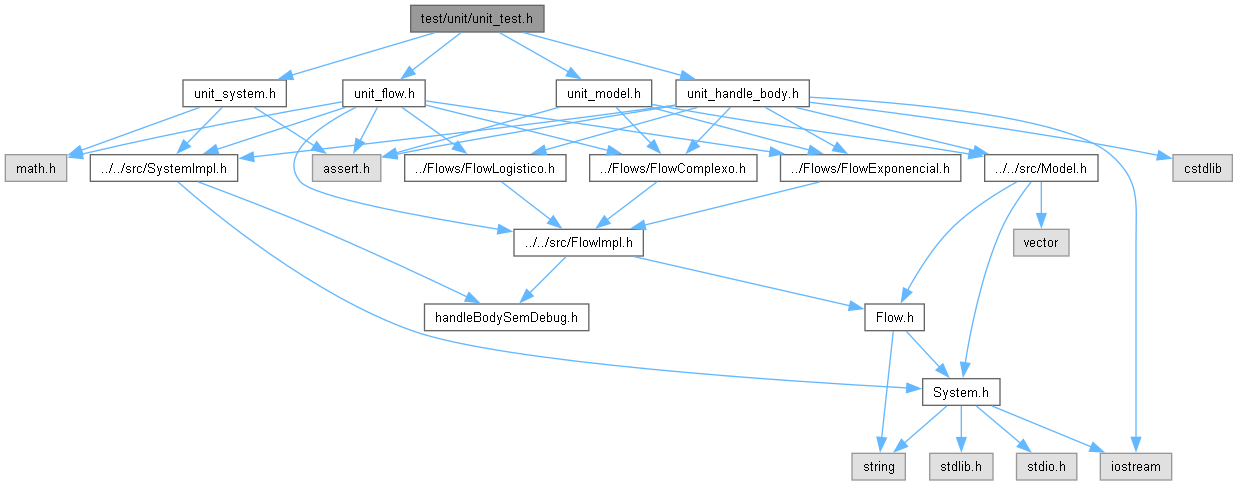 test/unit/unit_test.h
unit_system.h
unit_flow.h
unit_model.h
unit_handle_body.h
math.h
../../src/SystemImpl.h
assert.h
../Flows/FlowLogistico.h
../Flows/FlowComplexo.h
../Flows/FlowExponencial.h
../../src/Model.h
cstdlib
../../src/FlowImpl.h
vector
handleBodySemDebug.h
Flow.h
System.h
string
stdlib.h
stdio.h
iostream